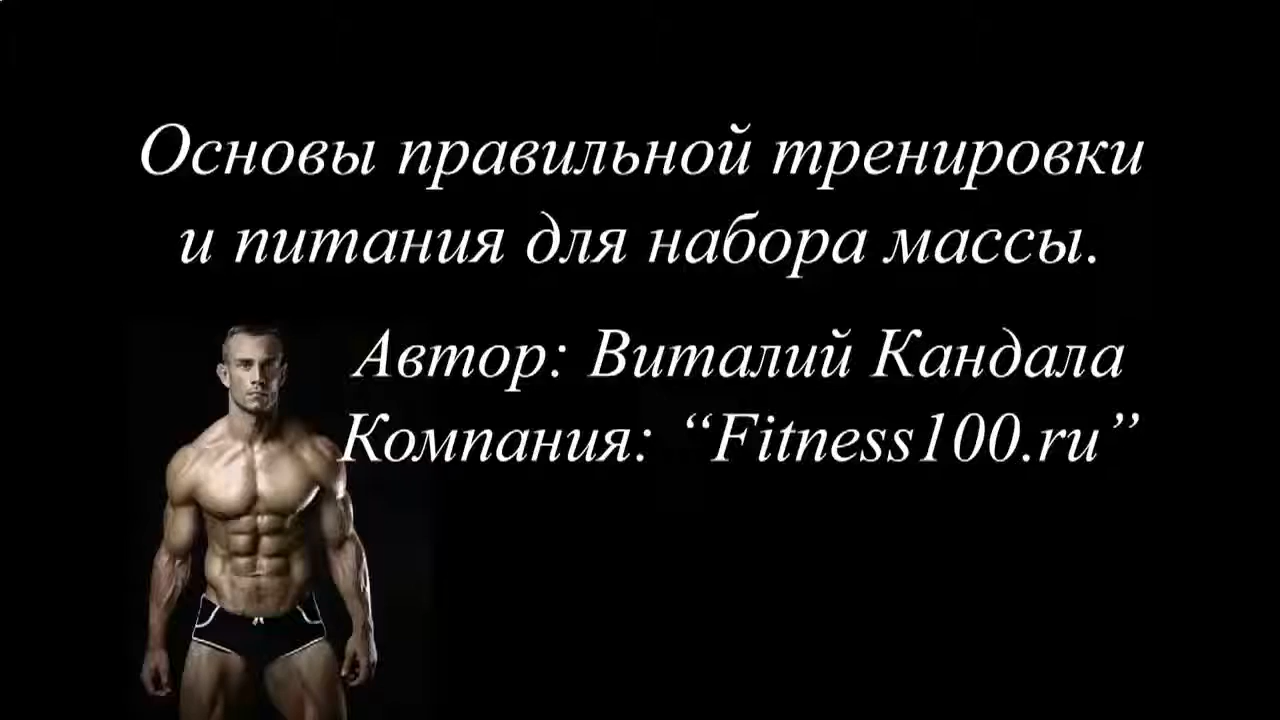 Основы правильной тренировки
и питания для набора массы.
Автор: Виталий Кандала
Компания: “Fitness100.ru”